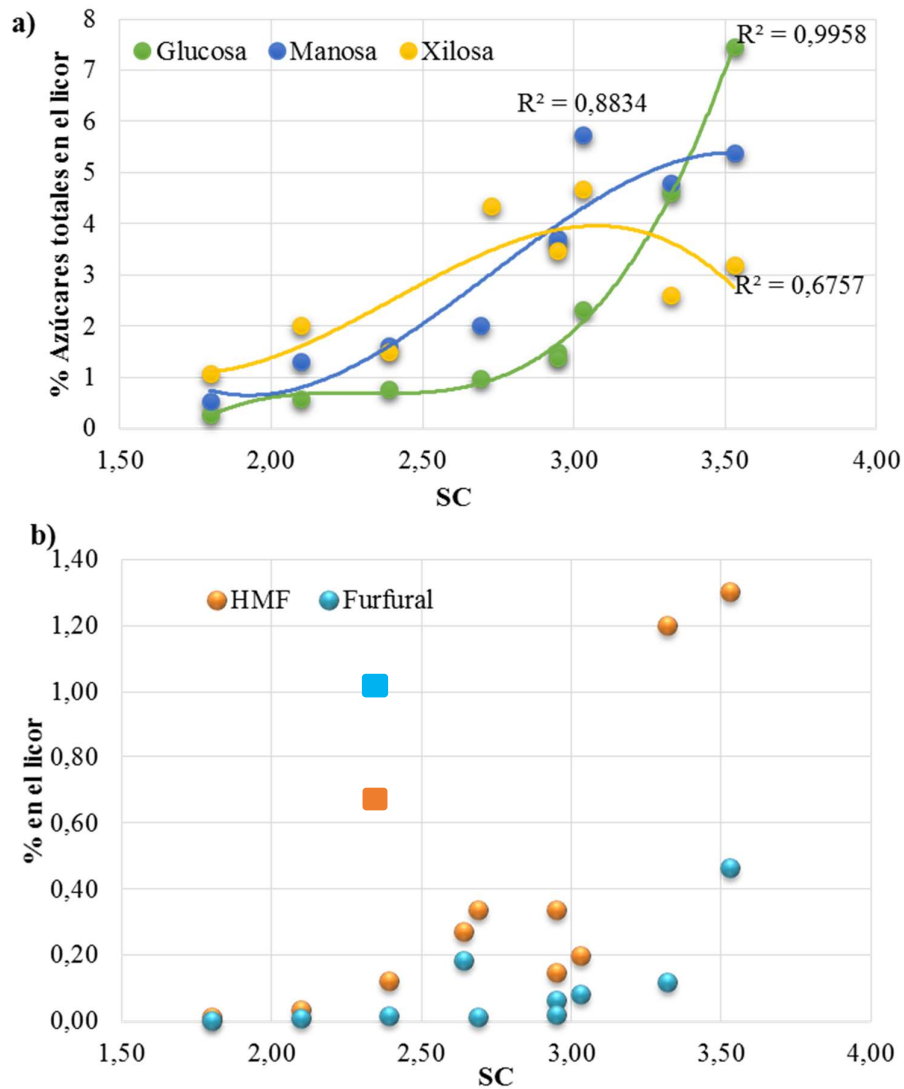 a)
% Azúcares totales en el licor
8
7
6
5
4
3
2
1
0
Glucosa Manosa Xilosa
R² = 0,9958
R² = 0,8834
R² = 0,6757
1,50 2,00 2,50 3,00 3,50 4,00
SC
b)
% en el licor
1,40
1,20
1,00
0,80
0,60
0,40
0,20
0,00
HMF Furfural
1,50 2,00 2,50 3,00 3,50 4,00
SC